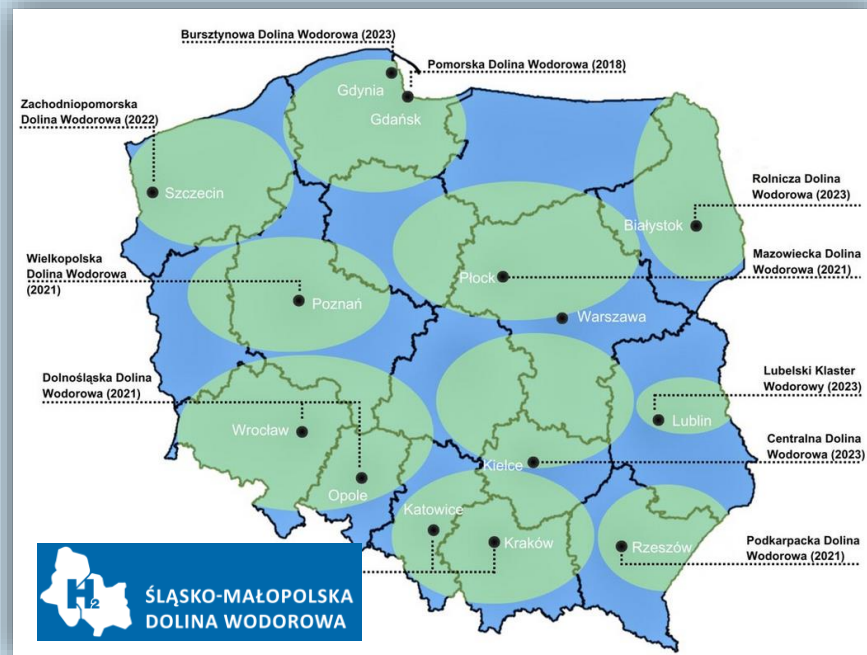 Bursztynowa Dolina Wodorowa (2023)
Pomorska Dolina Wodorowa (2018)
Gdynia
Gdańsk
Zachodniopomorska
Dolina Wodorowa (2022)
Szczecin
Rolnicza Dolina
Wodorowa (2023)
Białystok
Wielkopolska
Dolina Wodorowa
(2021)
Mazowiecka Dolina
Wodorowa (2021)
Płock
Poznań
Warszawa
Dolnośląska Dolina
Wodorowa (2021)
Lubelski Klaster
Wodorowy (2023)
Wrocław
Lublin
Centralna Dolina
Wodorowa (2023)
Kielce
Opole
Katowice
Kraków
Rzeszów
Podkarpacka Dolina
Wodorowa (2021)
H2
ŚLĄSKO-MAŁOPOLSKA
DOLINA WODOROWA